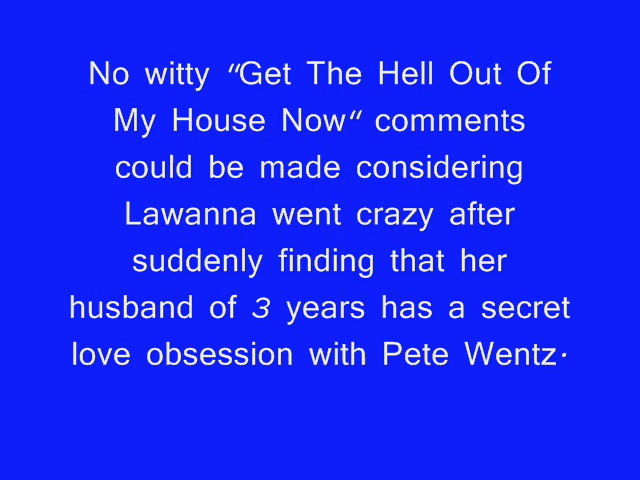 No witty "Get The Hell Out Of
My House Now" comments
could be made considering
Lawanna went crazy after
suddenly finding that her
husband of 3 years has a secret
love obsession with Pete Wentz.